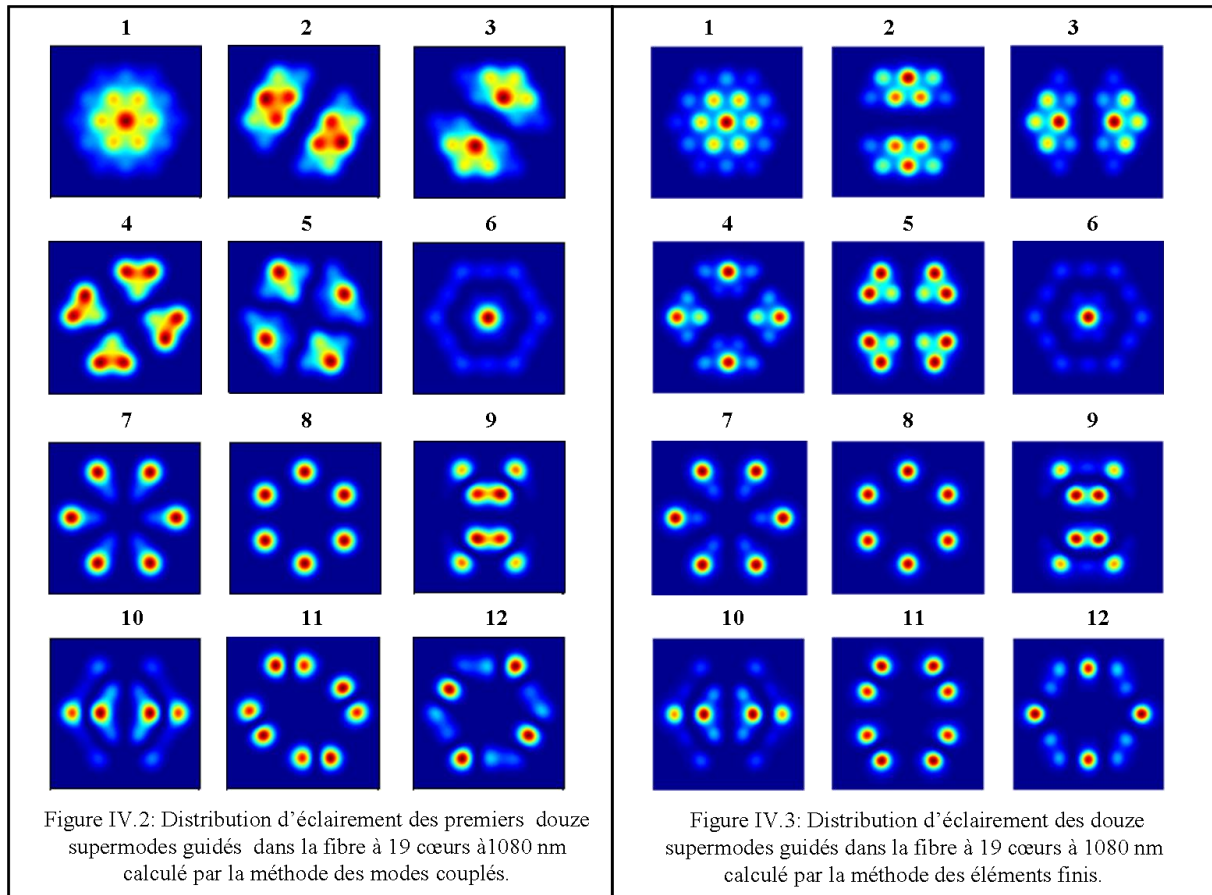 1 2 3
4 5 6
7 8 9
10 11 12
Figure IV.2: Distribution d'éclairement des premiers douze
supermodes guidés dans la fibre à 19 cœurs à1080 nm
calculé par la méthode des modes couplés.
1 2 3
4 5 6
7 8 9
10 11 12
Figure IV.3: Distribution d'éclairement des douze
supermodes guidés dans la fibre à 19 cœurs à 1080 nm
calculé par la méthode des éléments finis.